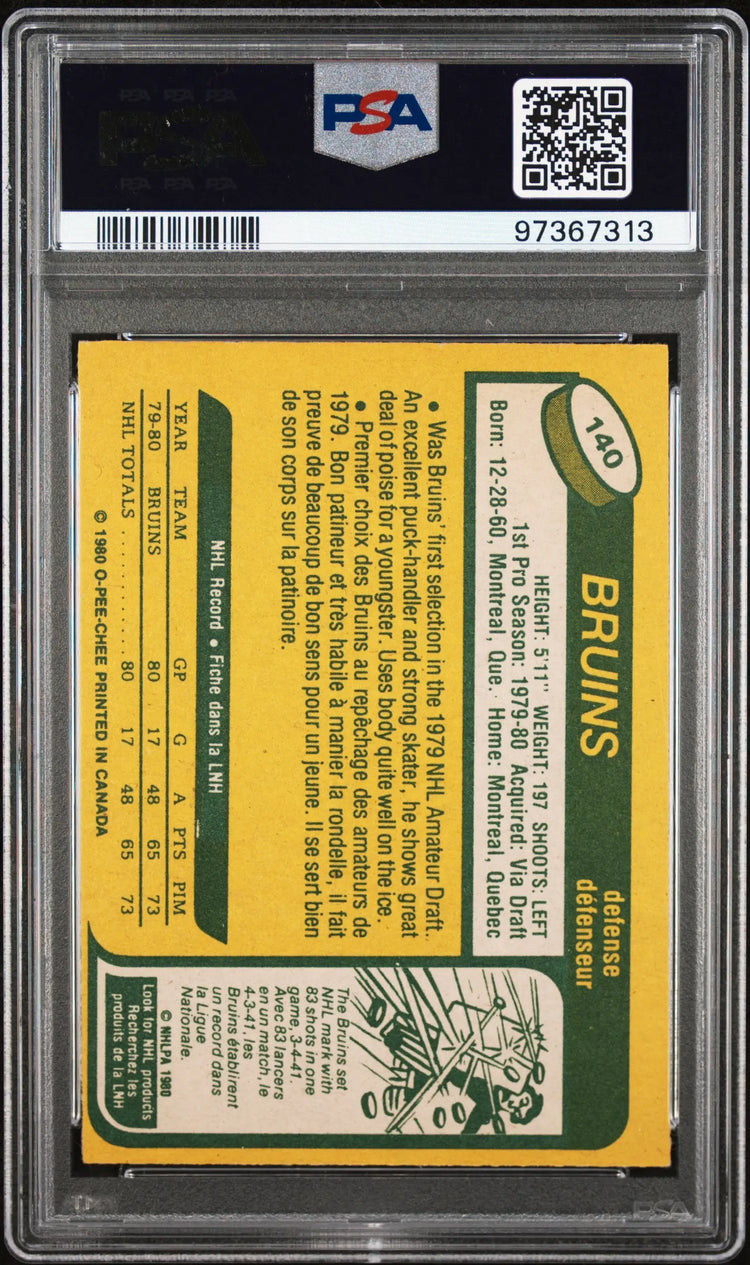 PSA PSA PSA
PSA
PSA PSA PSA
PSA
97367313
140
BRUINS
defense
défenseur
HEIGHT: 5'11" WEIGHT: 197 SHOOTS: LEFT
1st Pro Season: 1979-80 Acquired: Via Draft
Born: 12-28-60, Montreal, Que. Home: Montreal, Quebec
• Was Bruins' first selection in the 1979 NHL Amateur Draft.
An excellent puck-handler and strong skater, he shows great
deal of poise for a youngster. Uses body quite well on the ice.
• Premier choix des Bruins au repêchage des amateurs de
1979. Bon patineur et très habile à manier la rondelle, il fait
preuve de beaucoup de bon sens pour un jeune. Il se sert bien
de son corps sur la patinoire.
NHL Record • Fiche dans la LNH
YEAR TEAM GP G A PTS PIM
79-80 BRUINS 80 17 48 65 73
NHL TOTALS .......... 80 17 48 65 73
© 1980 O-PEE-CHEE PRINTED IN CANADA
The Bruins set
NHL mark with
83 shots in one
game, 3-4-41.
Avec 83 lancers
en un match, le
4-3-41, les
Bruins établirent
un record dans
la Ligue
Nationale.
© NHLPA 1980
Look for NHL products
Recherchez les
produits de la LNH
PSA